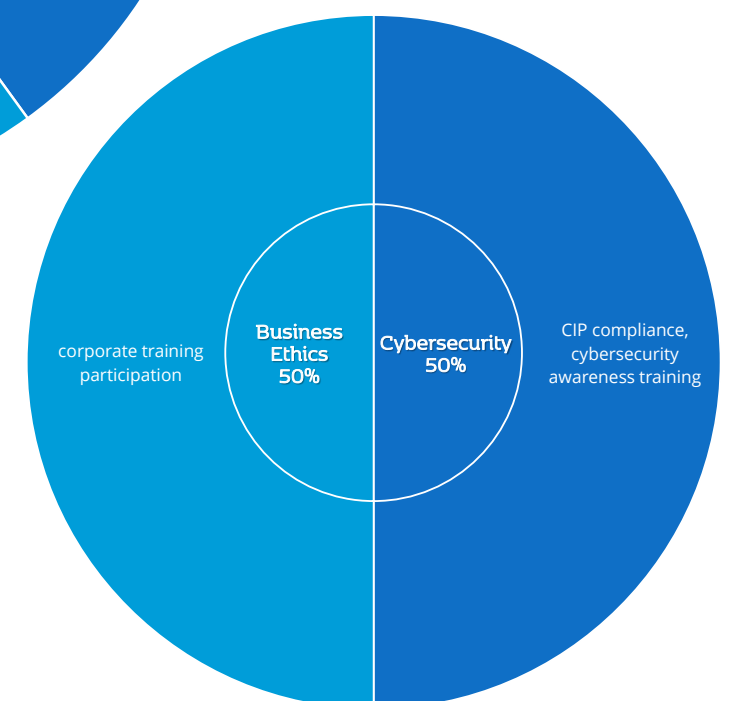 Business
Ethics
50%
Cybersecurity
50%
corporate training
participation
CIP compliance,
cybersecurity
awareness training